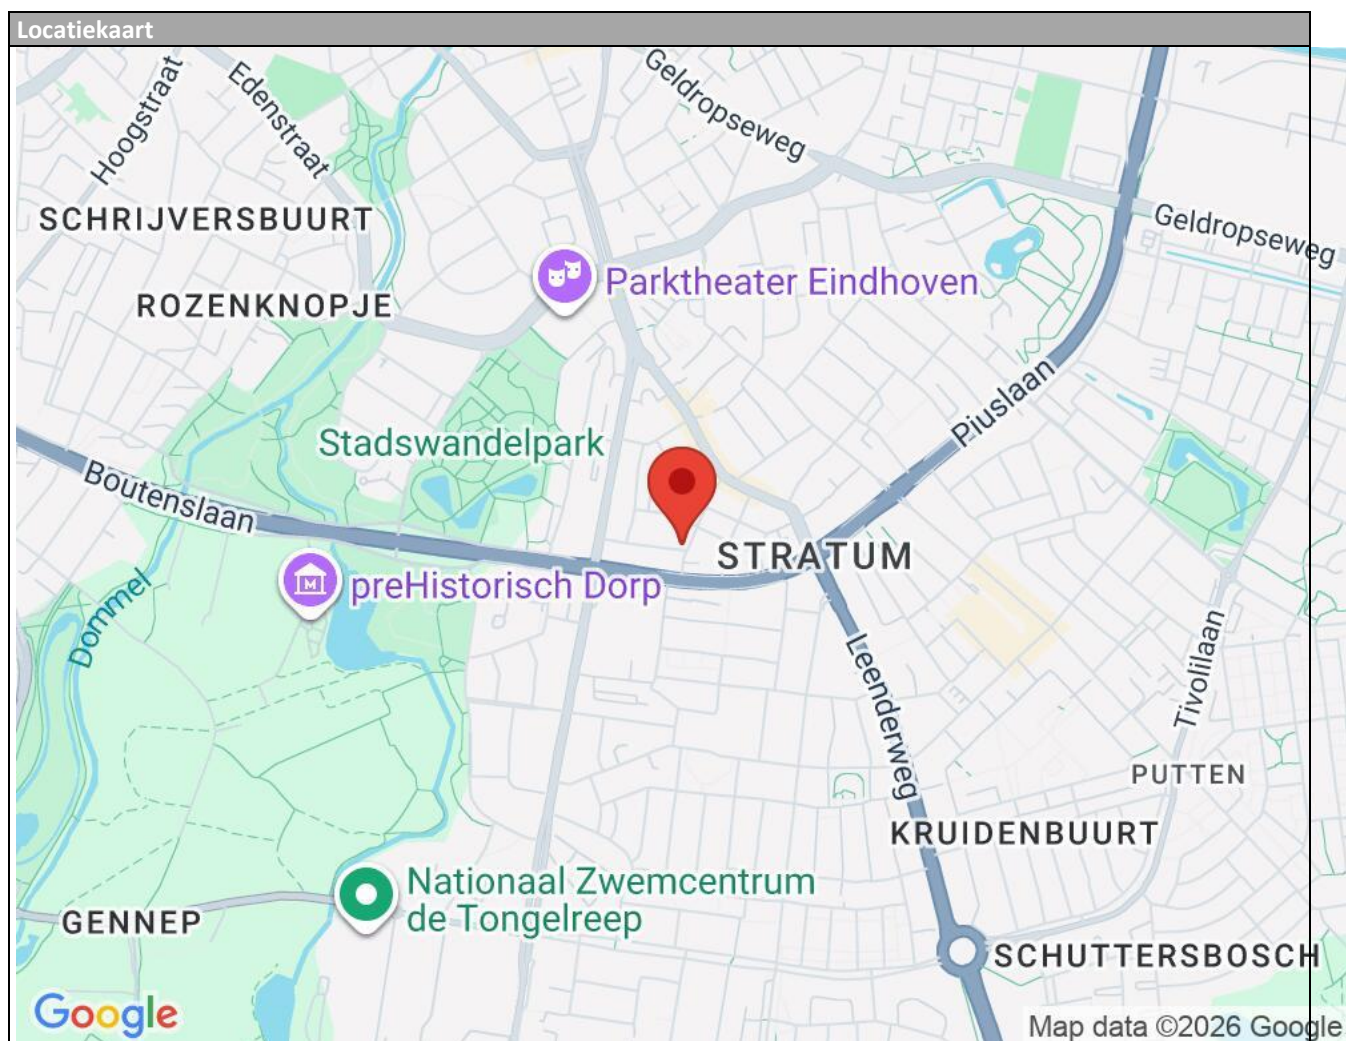 Locatiekaart
Hoogstraat
Edenstraat
Geldropseweg
SCHRIJVERSBUURT
Geldropseweg
ROZENKNOPJE
Parktheater Eindhoven
Piuslaan
Stadswandelpark
Boutenslaan
STRATUM
preHistorisch Dorp
Dommel
Leenderweg
Tivolilaan
PUTTEN
KRUIDENBUURT
Nationaal Zwemcentrum
de Tongelreep
GENNEP
SCHUTTERSBOSCH
Google
Map data ©2026 Google
M